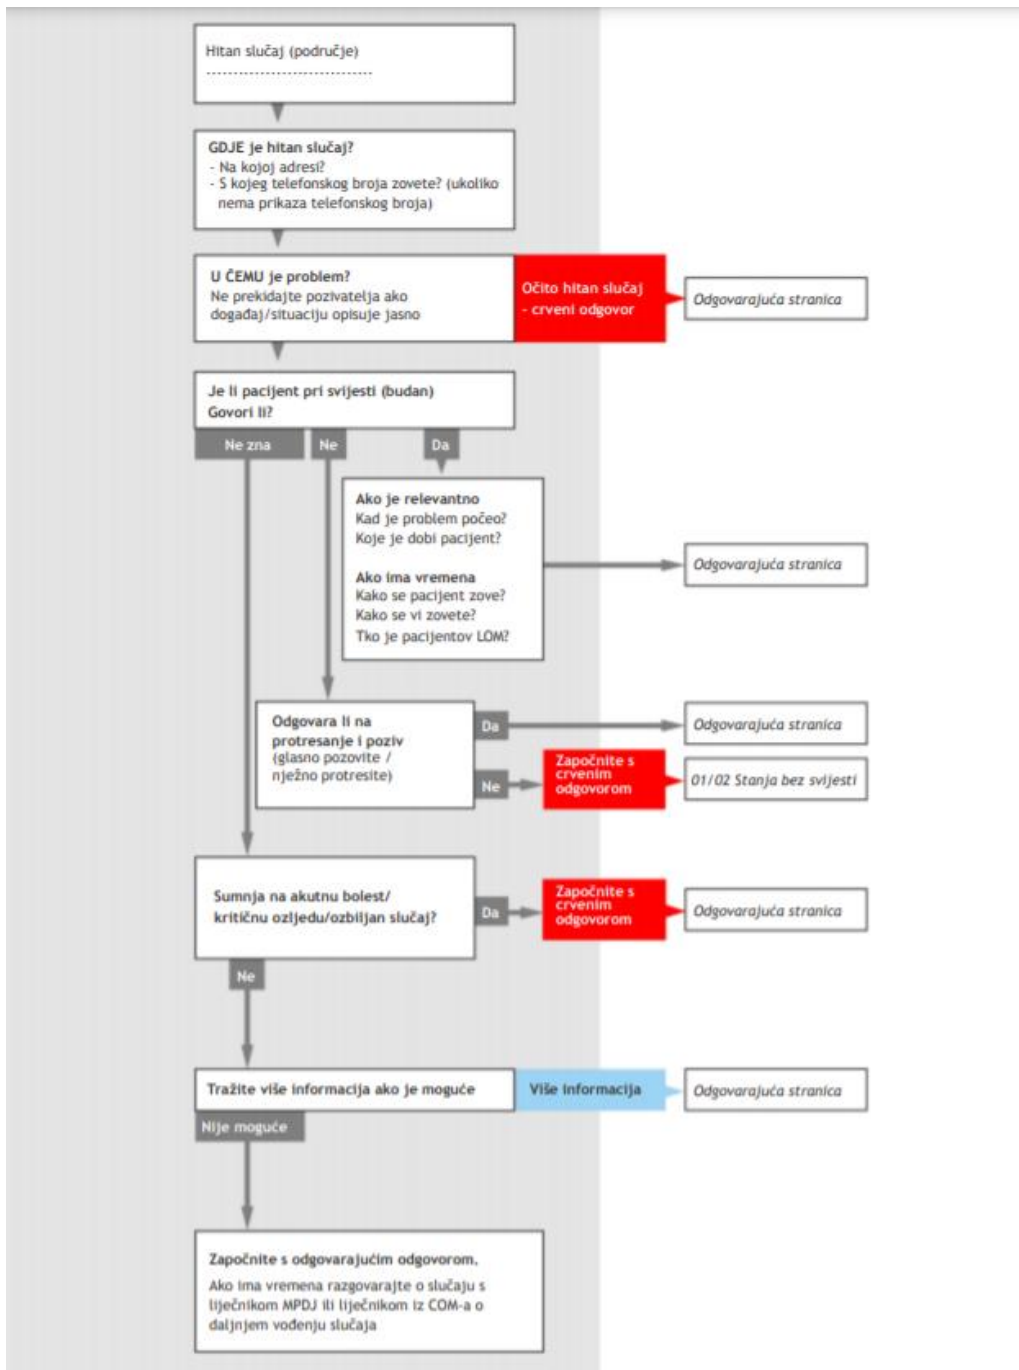 Hitan slučaj (područje)
-------------------------------
GDJE je hitan slučaj?
- Na kojoj adresi?
- S kojeg telefonskog broja zovete? (ukoliko
nema prikaza telefonskog broja)
U ČEMU je problem?
Ne prekidajte pozivatelja ako
događaj/situaciju opisuje jasno
Očito hitan slučaj
- crveni odgovor
Odgovarajuća stranica
Je li pacijent pri svijesti (budan)
Govori li?
Ne zna
Ne
Da
Ako je relevantno
Kad je problem počeo?
Koje je dobi pacijent?
Ako ima vremena
Kako se pacijent zove?
Kako se vi zovete?
Tko je pacijentov LOM?
Odgovarajuća stranica
Odgovara li na
protresanje i poziv
(glasno pozovite /
nježno protresite)
Da
Odgovarajuća stranica
Ne
Započnite s
crvenim
odgovorom
01/02 Stanja bez svijesti
Sumnja na akutnu bolest/
kritičnu ozljedu/ozbiljan slučaj?
Da
Započnite s
crvenim
odgovorom
Odgovarajuća stranica
Ne
Tražite više informacija ako je moguće
Više informacija
Odgovarajuća stranica
Nije moguće
Započnite s odgovarajućim odgovorom.
Ako ima vremena razgovarajte o slučaju s
liječnikom MPDJ ili liječnikom iz COM-a o
daljnjem vođenju slučaja